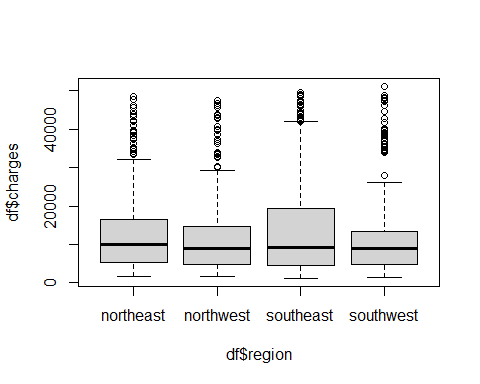 df$charges
40000
20000
0
northeast northwest southeast southwest
df$region